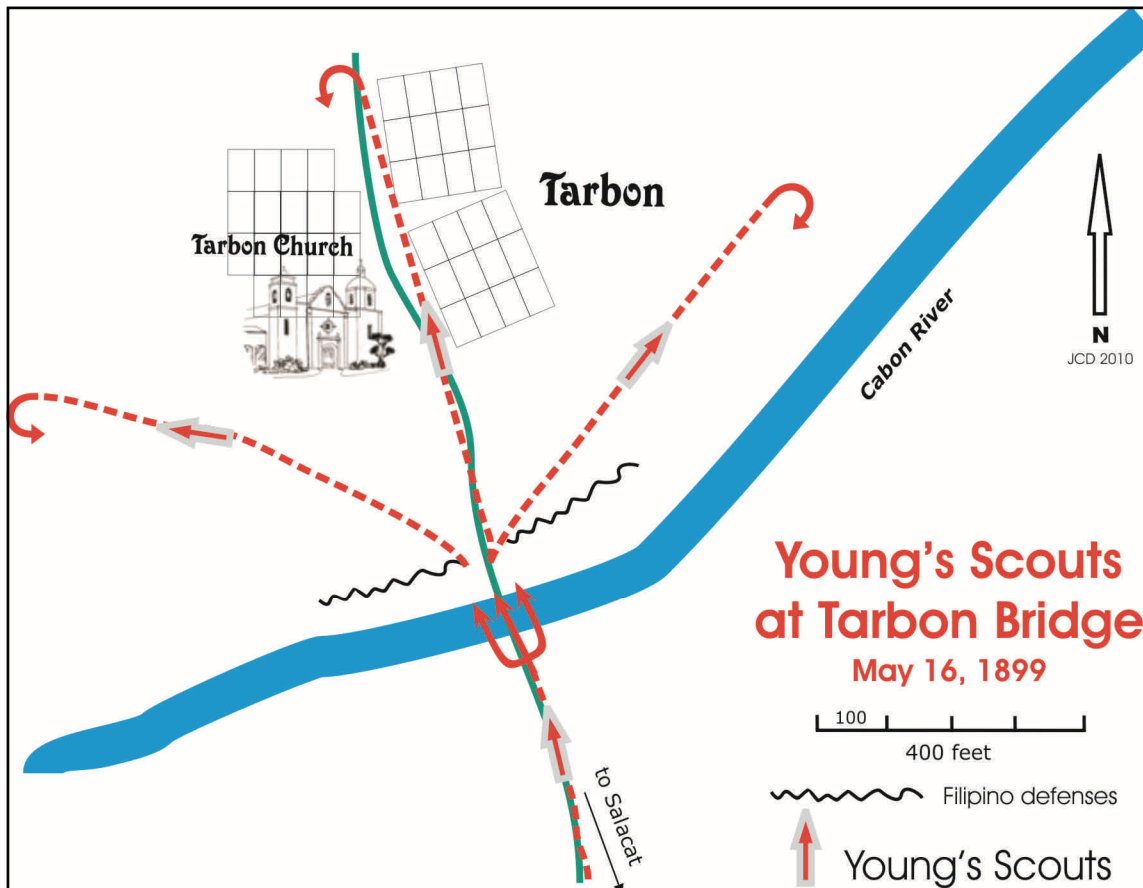 Tarbon
Tarbon Church
Cabon River
N
JCD 2010
Young's Scouts
at Tarbon Bridge
May 16, 1899
100
400 feet
to Salacat
Filipino defenses
Young's Scouts